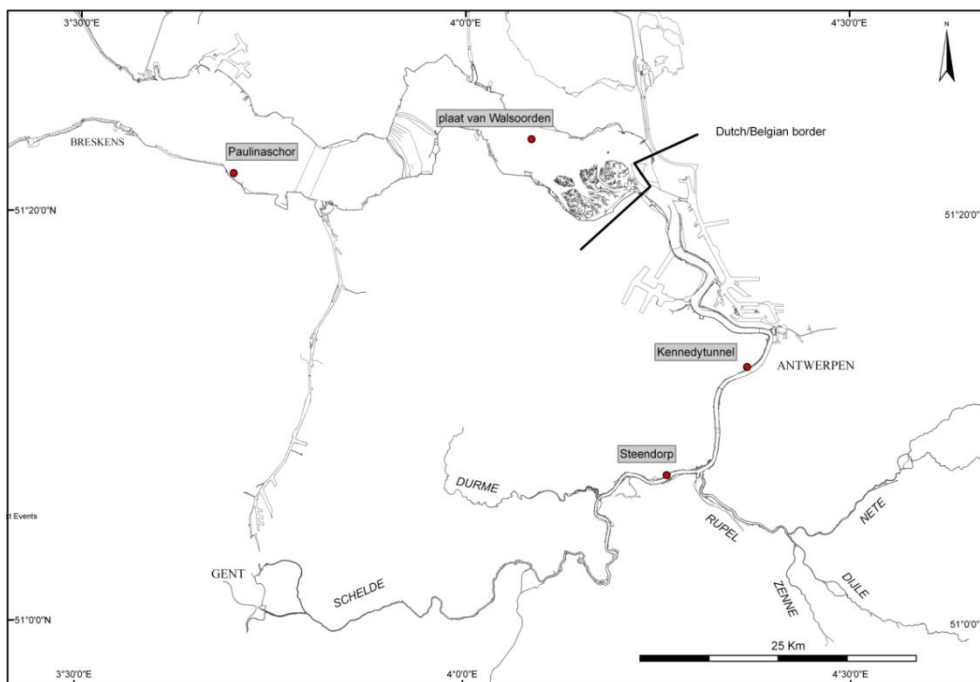 3°30'0"E
4°0'0"E
4°30'0"E
N
plaat van Walsoorden
Dutch/Belgian border
BRESKENS
Paulinaschor
51°20'0"N
51°20'0"
Kennedytunnel
ANTWERPEN
Steendorp
DURME
NETE
RUPEL
t Events
GENT
SCHELDE
DIJLE
ZENNE
51°0'0"N
51°0'0"
25 Km
3°30'0"E
4°0'0"E
4°30'0"E